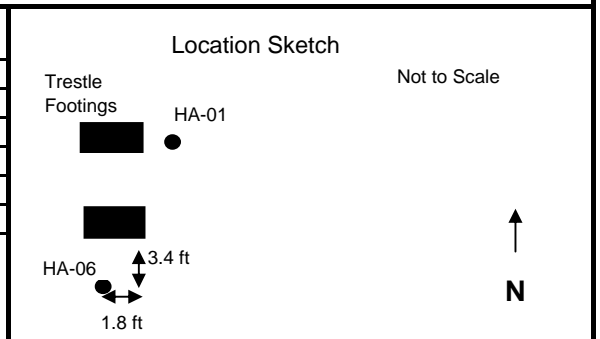 Location Sketch
Not to Scale
Trestle
Footings
HA-01
3.4 ft
HA-06
N
1.8 ft